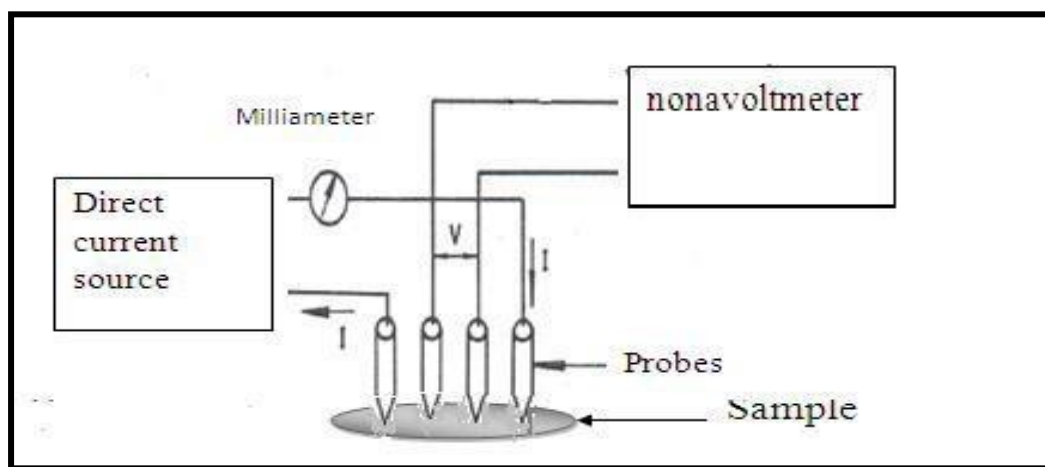 nonavoltmeter
Milliameter
Direct
current
source
V
I
I
Probes
Sample